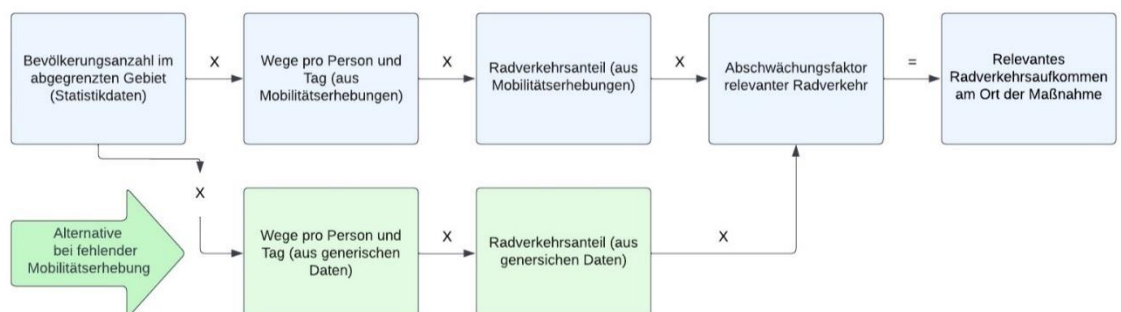 Bevölkerungsanzahl im
abgegrenzten Gebiet
(Statistikdaten)
X
Wege pro Person und
Tag (aus
Mobilitätserhebungen)
X
Radverkehrsanteil (aus
Mobilitätserhebungen)
X
Abschwächungsfaktor
relevanter Radverkehr
=
Relevantes
Radverkehrsaufkommen
am Ort der Maßnahme
X
Alternative
bei fehlender
Mobilitätserhebung
Wege pro Person und
Tag (aus generischen
Daten)
X
Radverkehrsanteil (aus
genersichen Daten)
X